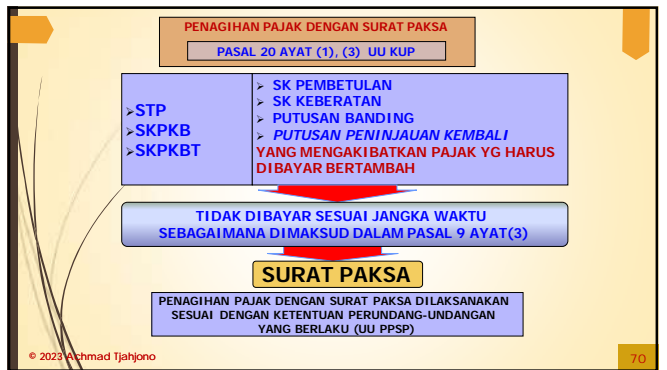 PENAGIHAN PAJAK DENGAN SURAT PAKSA
PASAL 20 AYAT (1), (3) UU KUP
➢STP
➢SKPKB
➢SKPKBT
➢ SK PEMBETULAN
➢ SK KEBERATAN
➢ PUTUSAN BANDING
➢ PUTUSAN PENINJAUAN KEMBALI
YANG MENGAKIBATKAN PAJAK YG HARUS
DIBAYAR BERTAMBAH
TIDAK DIBAYAR SESUAI JANGKA WAKTU
SEBAGAIMANA DIMAKSUD DALAM PASAL 9 AYAT(3)
SURAT PAKSA
PENAGIHAN PAJAK DENGAN SURAT PAKSA DILAKSANAKAN
SESUAI DENGAN KETENTUAN PERUNDANG-UNDANGAN
YANG BERLAKU (UU PPSP)
© 2023 Achmad Tjahjono
70